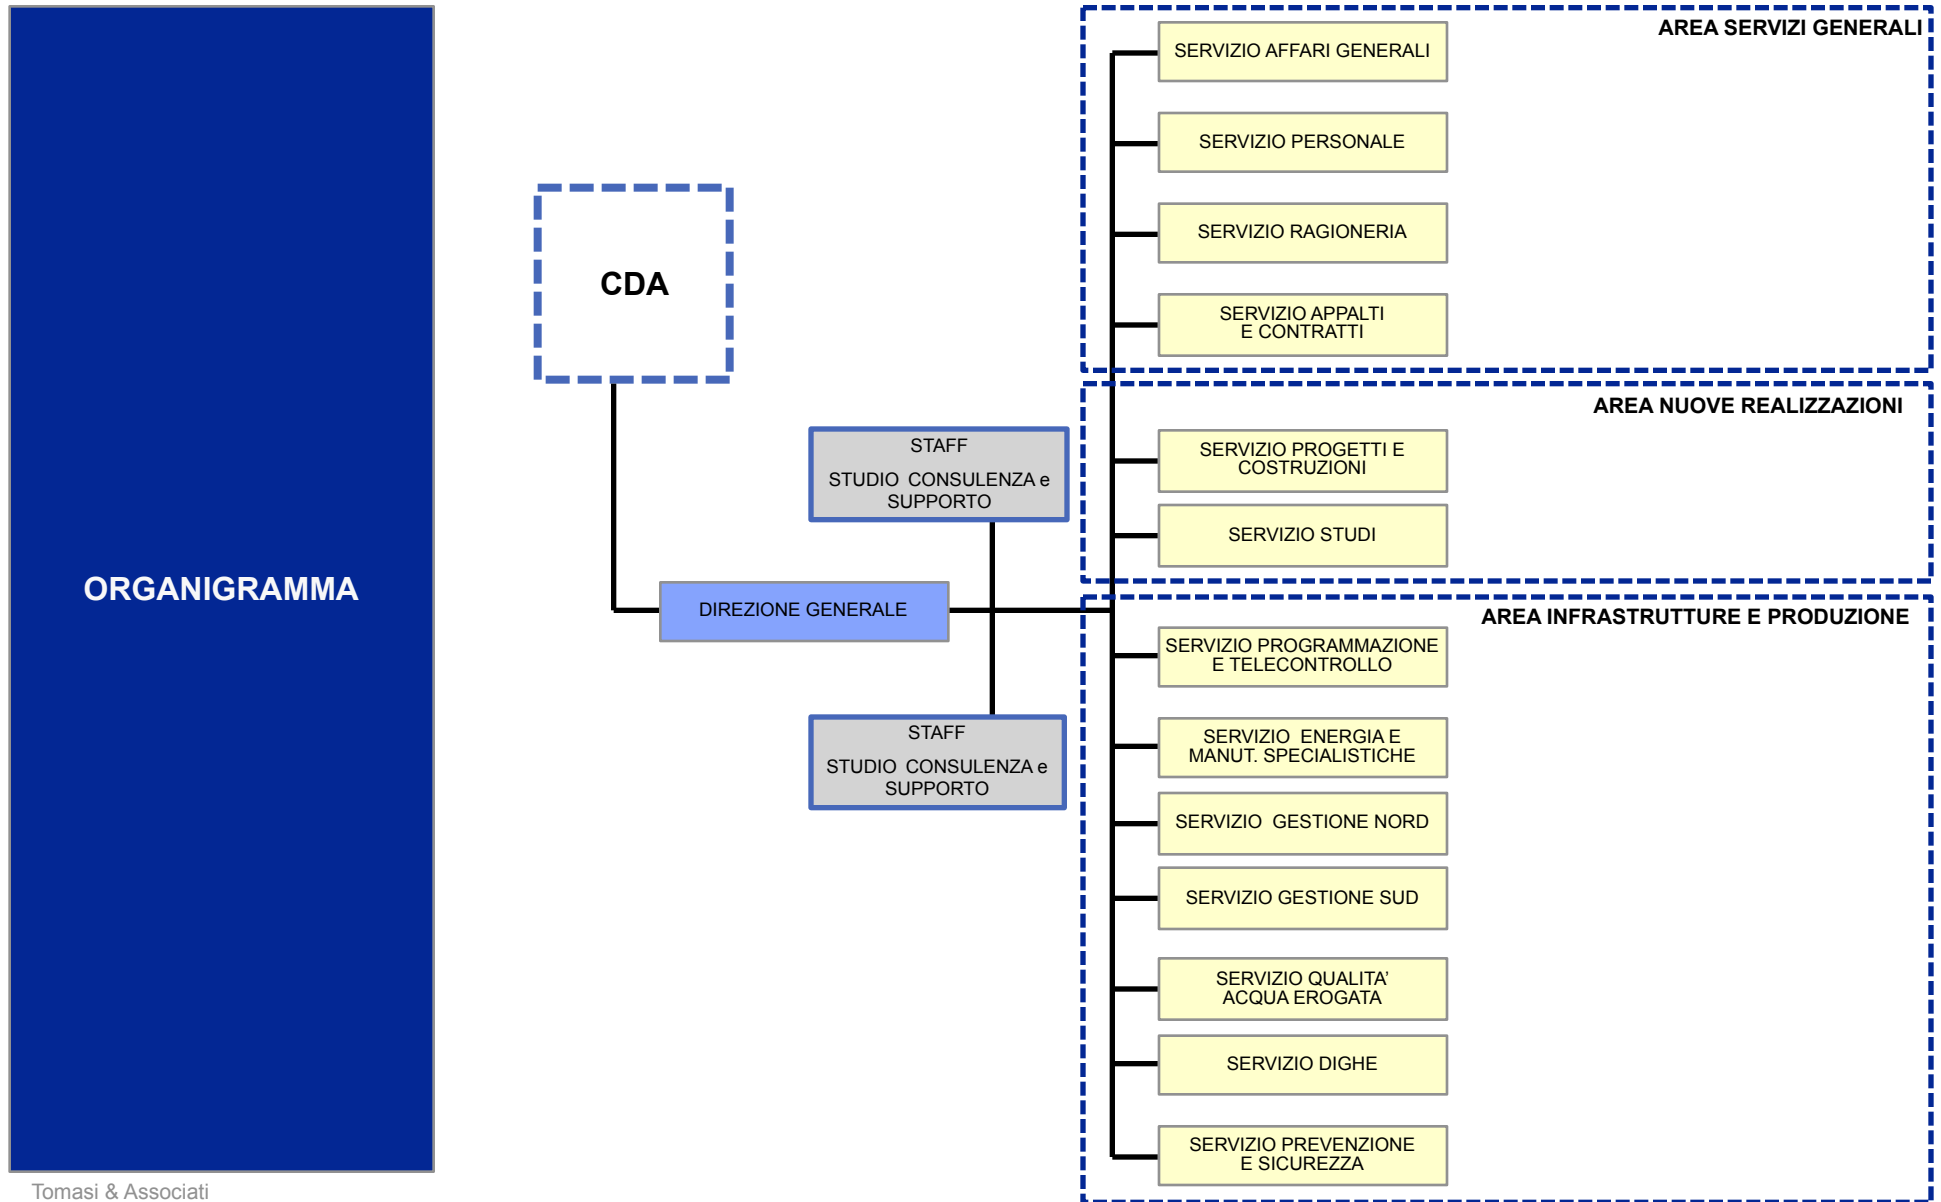 ORGANIGRAMMA
CDA
DIREZIONE GENERALE
STAFF
STUDIO  CONSULENZA e
SUPPORTO
STAFF
STUDIO  CONSULENZA e
SUPPORTO
AREA SERVIZI GENERALI
SERVIZIO AFFARI GENERALI
SERVIZIO PERSONALE
SERVIZIO RAGIONERIA
SERVIZIO APPALTI
E CONTRATTI
AREA NUOVE REALIZZAZIONI
SERVIZIO PROGETTI E
COSTRUZIONI
SERVIZIO STUDI
AREA INFRASTRUTTURE E PRODUZIONE
SERVIZIO PROGRAMMAZIONE
E TELECONTROLLO
SERVIZIO  ENERGIA E
MANUT. SPECIALISTICHE
SERVIZIO  GESTIONE NORD
SERVIZIO GESTIONE SUD
SERVIZIO QUALITA’
ACQUA EROGATA
SERVIZIO DIGHE
SERVIZIO PREVENZIONE
E SICUREZZA
Tomasi & Associati